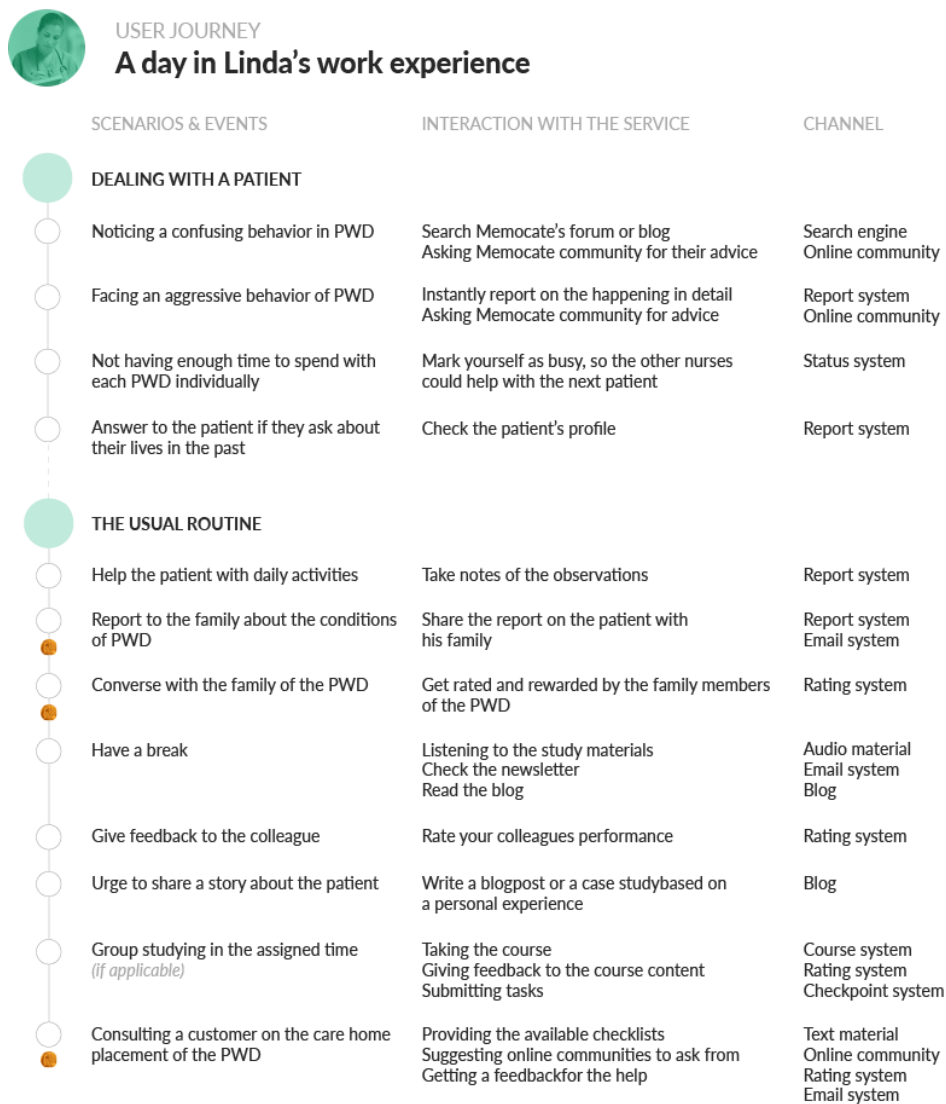 USER JOURNEY
A day in Linda's work experience
SCENARIOS & EVENTS INTERACTION WITH THE SERVICE CHANNEL
DEALING WITH A PATIENT
Noticing a confusing behavior in PWD Search Memocate's forum or blog Search engine
Asking Memocate community for their advice Online community
Facing an aggressive behavior of PWD Instantly report on the happening in detail Report system
Asking Memocate community for advice Online community
Not having enough time to spend with Mark yourself as busy, so the other nurses Status system
each PWD individually could help with the next patient
Answer to the patient if they ask about Check the patient's profile Report system
their lives in the past
THE USUAL ROUTINE
Help the patient with daily activities Take notes of the observations Report system
Report to the family about the conditions Share the report on the patient with Report system
of PWD his family Email system
Converse with the family of the PWD Get rated and rewarded by the family members Rating system
of the PWD
Have a break Listening to the study materials Audio material
Check the newsletter Email system
Read the blog Blog
Give feedback to the colleague Rate your colleagues performance Rating system
Urge to share a story about the patient Write a blogpost or a case studybased on Blog
a personal experience
Group studying in the assigned time Taking the course Course system
(if applicable) Giving feedback to the course content Rating system
Submitting tasks Checkpoint system
Consulting a customer on the care home Providing the available checklists Text material
placement of the PWD Suggesting online communities to ask from Online community
Getting a feedbackfor the help Rating system
Email system